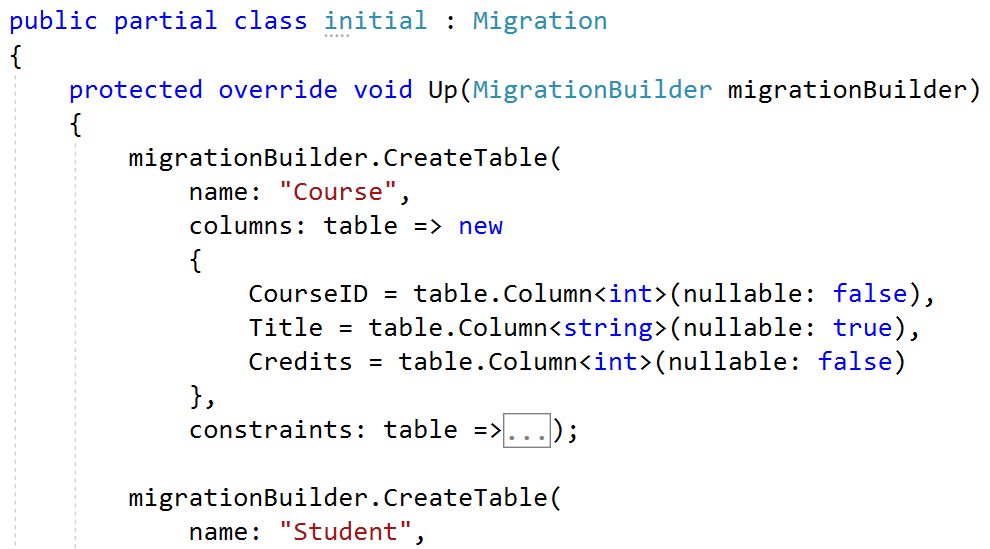 public partial class initial : Migration
{
    protected override void Up(MigrationBuilder migrationBuilder)
    {
        migrationBuilder.CreateTable(
            name: "Course",
            columns: table => new
            {
                CourseID = table.Column<int>(nullable: false),
                Title = table.Column<string>(nullable: true),
                Credits = table.Column<int>(nullable: false)
            },
            constraints: table =>...);

        migrationBuilder.CreateTable(
            name: "Student",